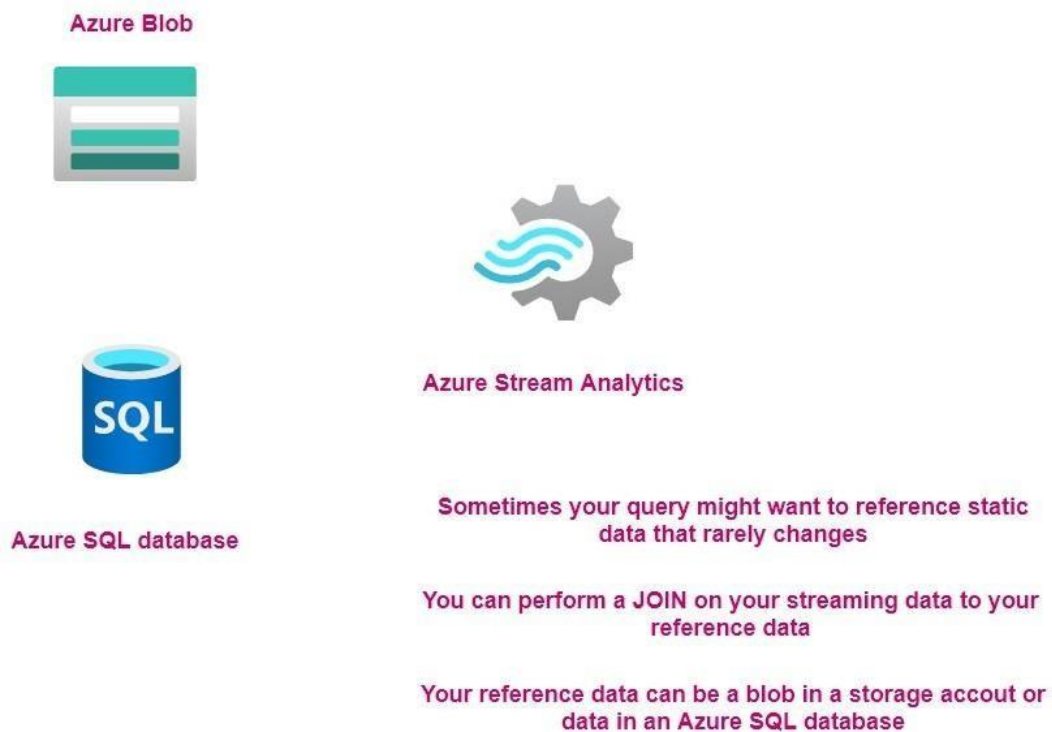 Azure Blob
SQL
Azure SQL database
Azure Stream Analytics
Sometimes your query might want to reference static
data that rarely changes
You can perform a JOIN on your streaming data to your
reference data
Your reference data can be a blob in a storage accout or
data in an Azure SQL database